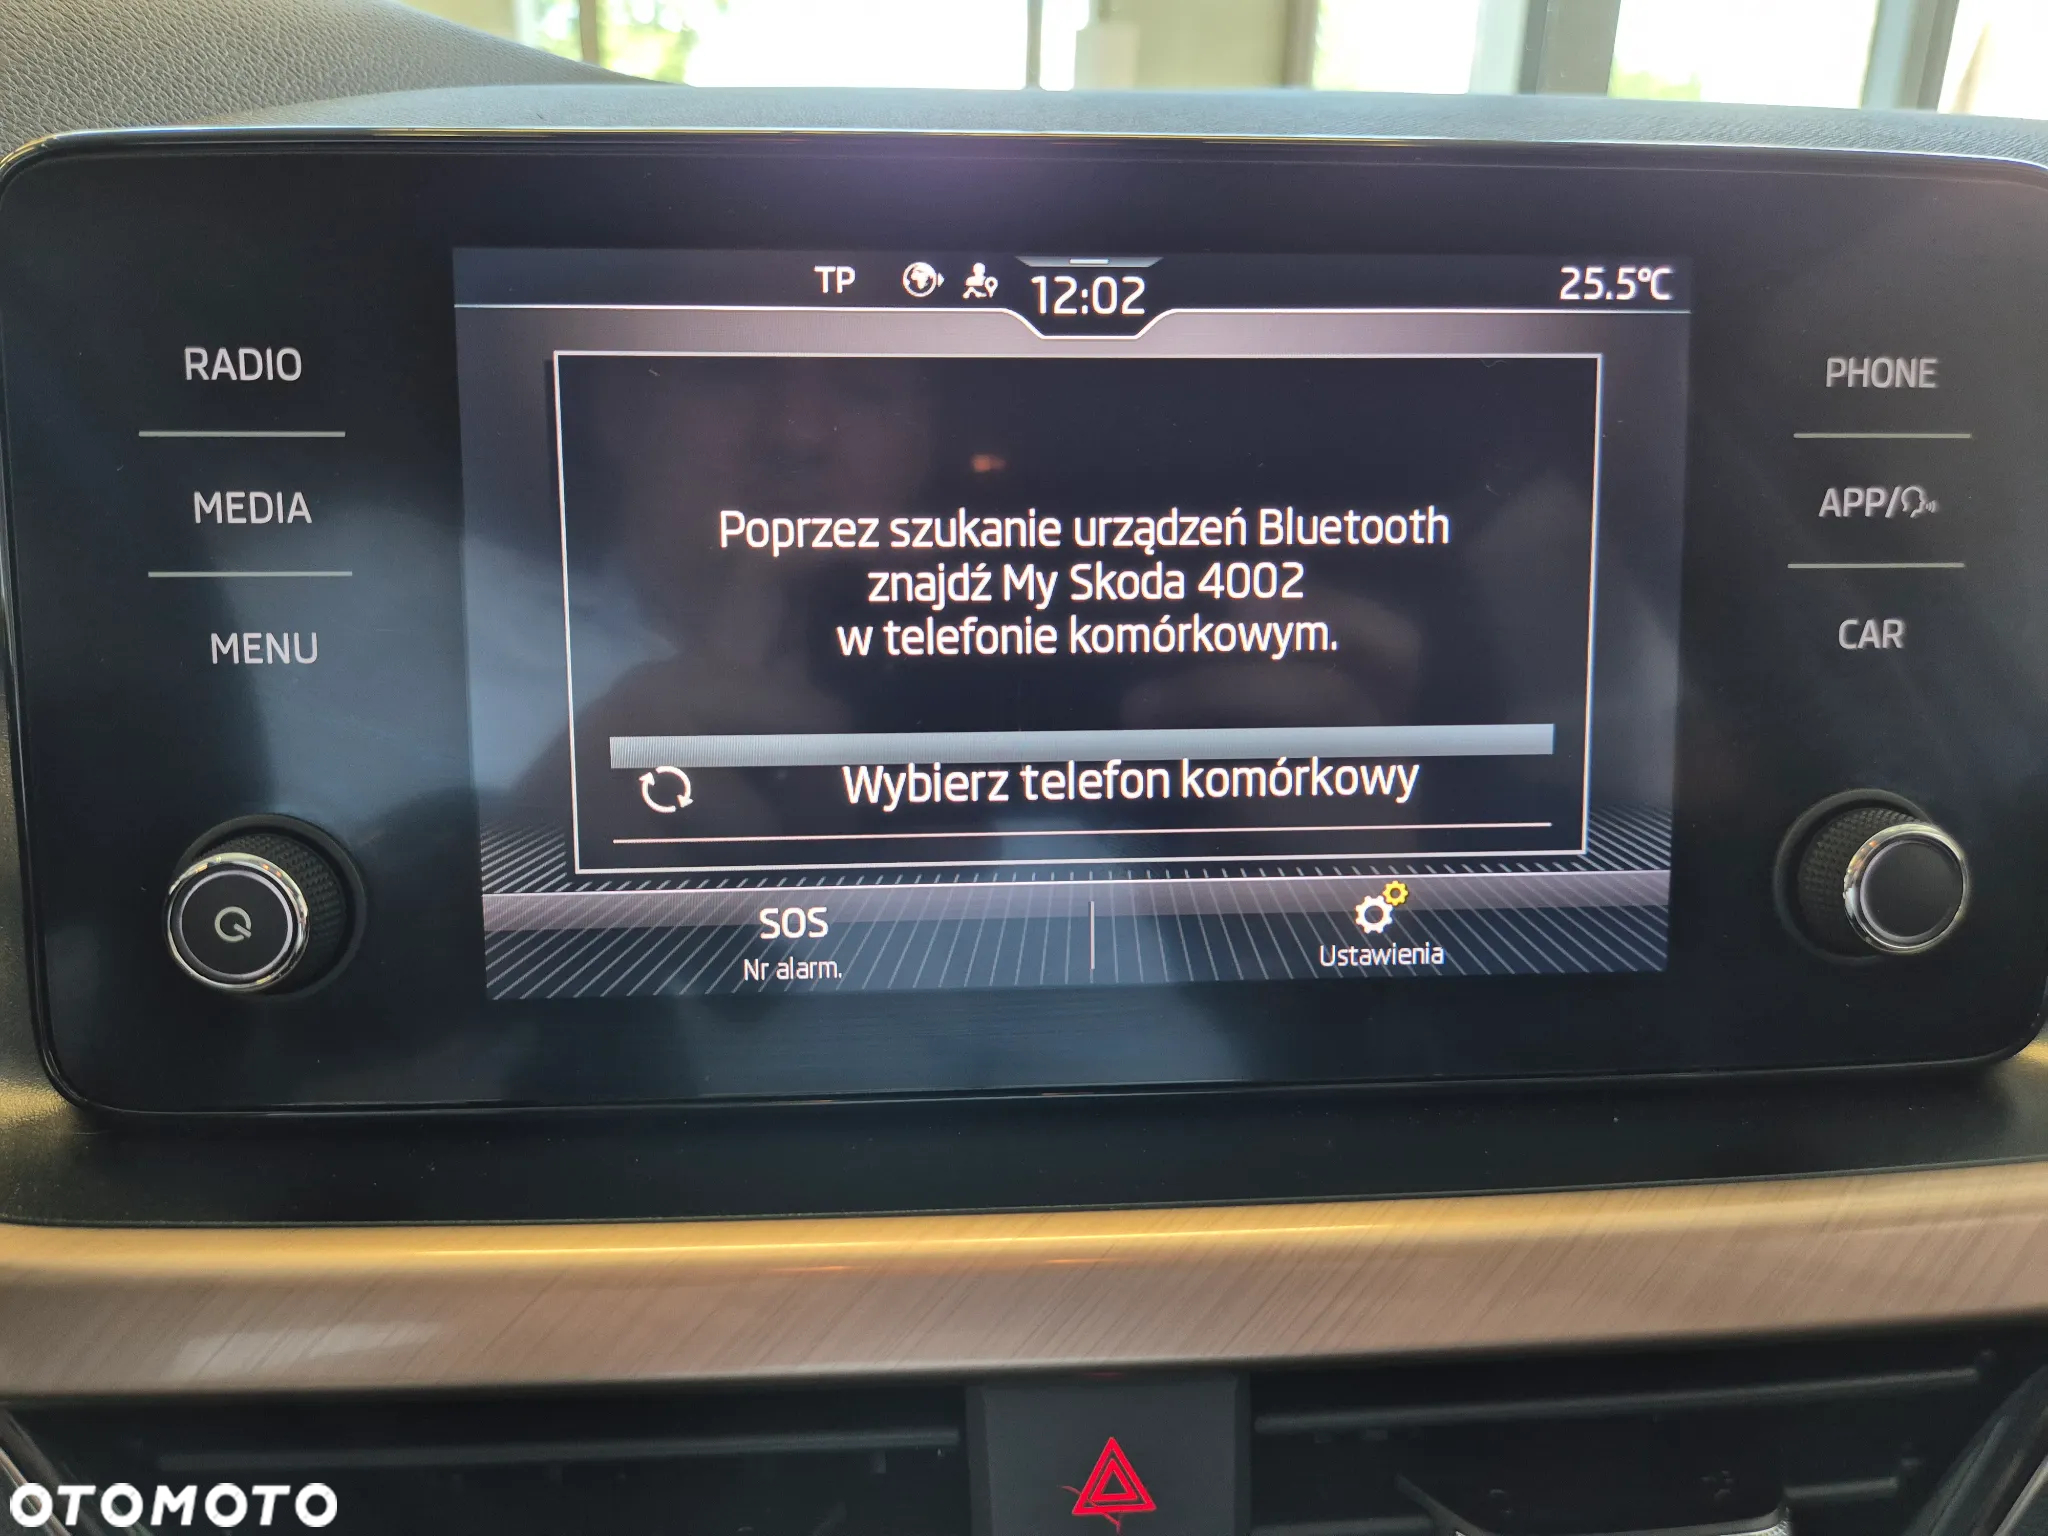 TP 12:02 25.5°C
RADIO
MEDIA
MENU
PHONE
APP/
CAR
Poprzez szukanie urządzeń Bluetooth
znajdź My Skoda 4002
w telefonie komórkowym.
Wybierz telefon komórkowy
SOS
Nr alarm.
Ustawienia
OTOMOTO